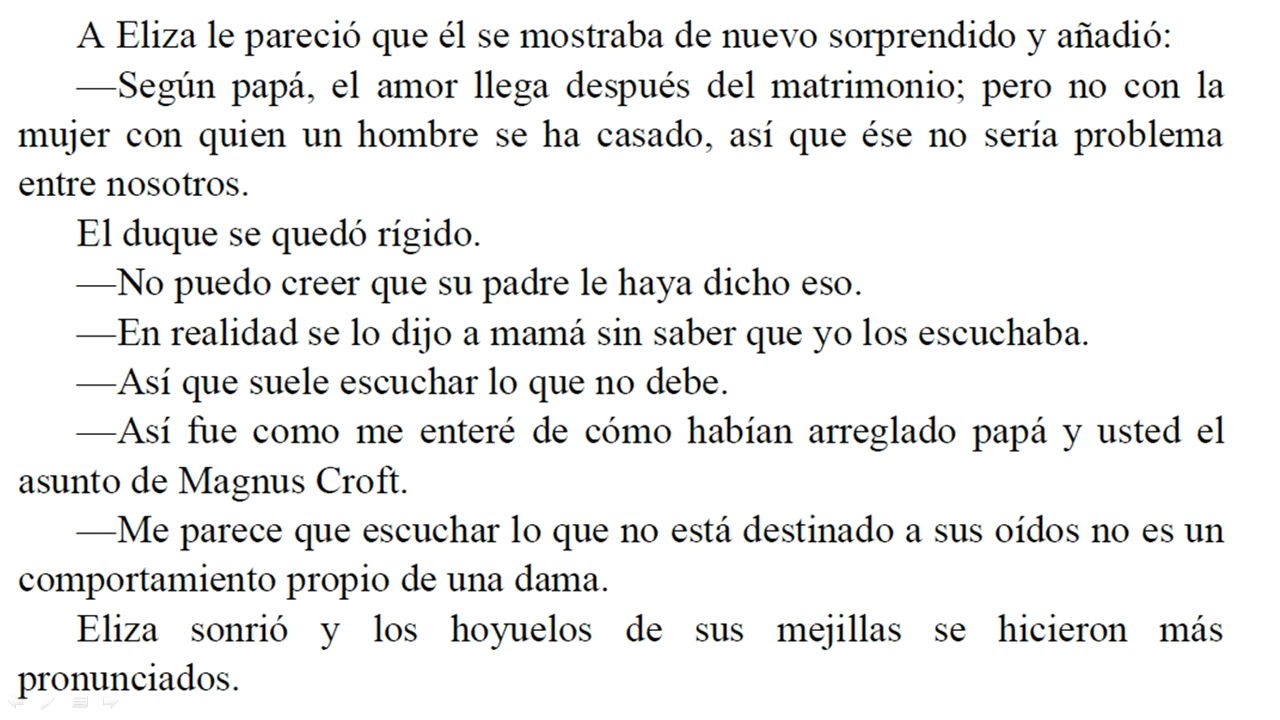 A Eliza le pareció que él se mostraba de nuevo sorprendido y añadió:
—Según papá, el amor llega después del matrimonio; pero no con la
mujer con quien un hombre se ha casado, así que ése no sería problema
entre nosotros.
El duque se quedó rígido.
—No puedo creer que su padre le haya dicho eso.
—En realidad se lo dijo a mamá sin saber que yo los escuchaba.
—Así que suele escuchar lo que no debe.
—Así fue como me enteré de cómo habían arreglado papá y usted el
asunto de Magnus Croft.
—Me parece que escuchar lo que no está destinado a sus oídos no es un
comportamiento propio de una dama.
Eliza sonrió y los hoyuelos de sus mejillas se hicieron más
pronunciados.